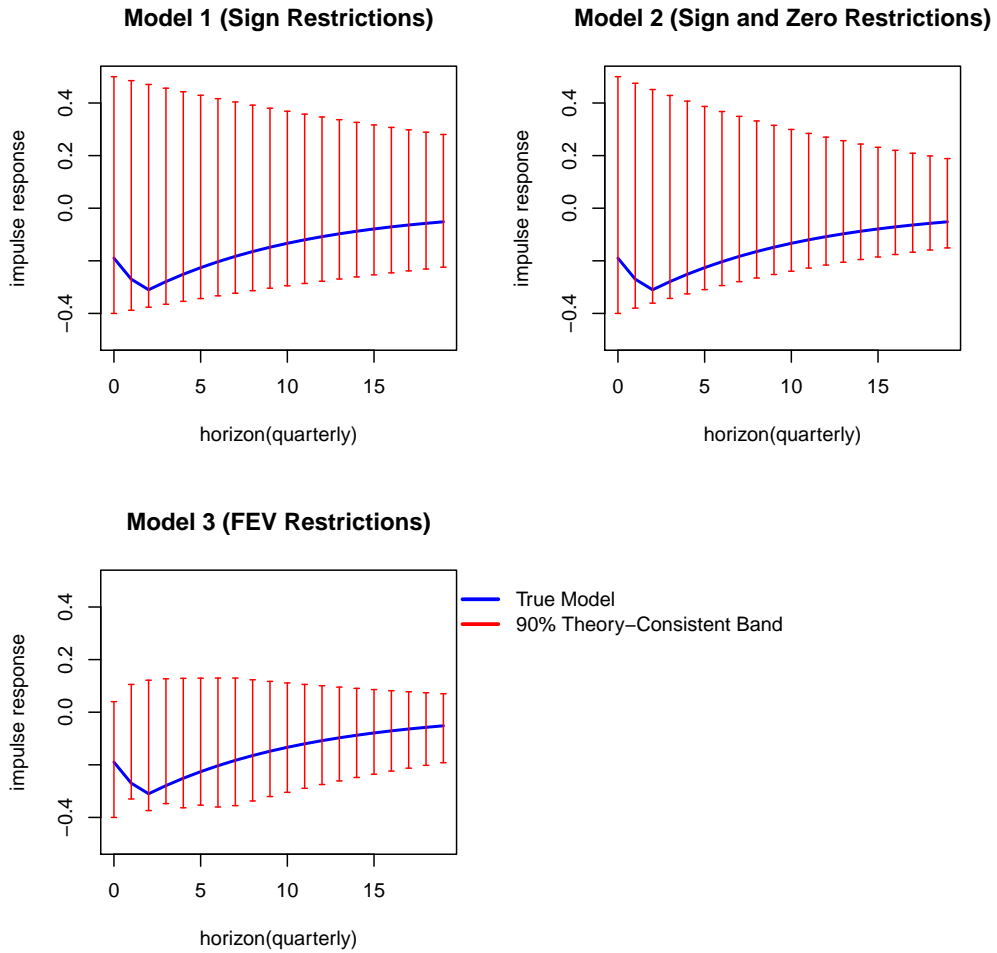 Model 1 (Sign Restrictions)
impulse response
0.4
0.2
0.0
−0.4
0 5 10 15
horizon(quarterly)
Model 2 (Sign and Zero Restrictions)
impulse response
0.4
0.2
0.0
−0.4
0 5 10 15
horizon(quarterly)
Model 3 (FEV Restrictions)
impulse response
0.4
0.2
0.0
−0.4
0 5 10 15
horizon(quarterly)
True Model
90% Theory−Consistent Band